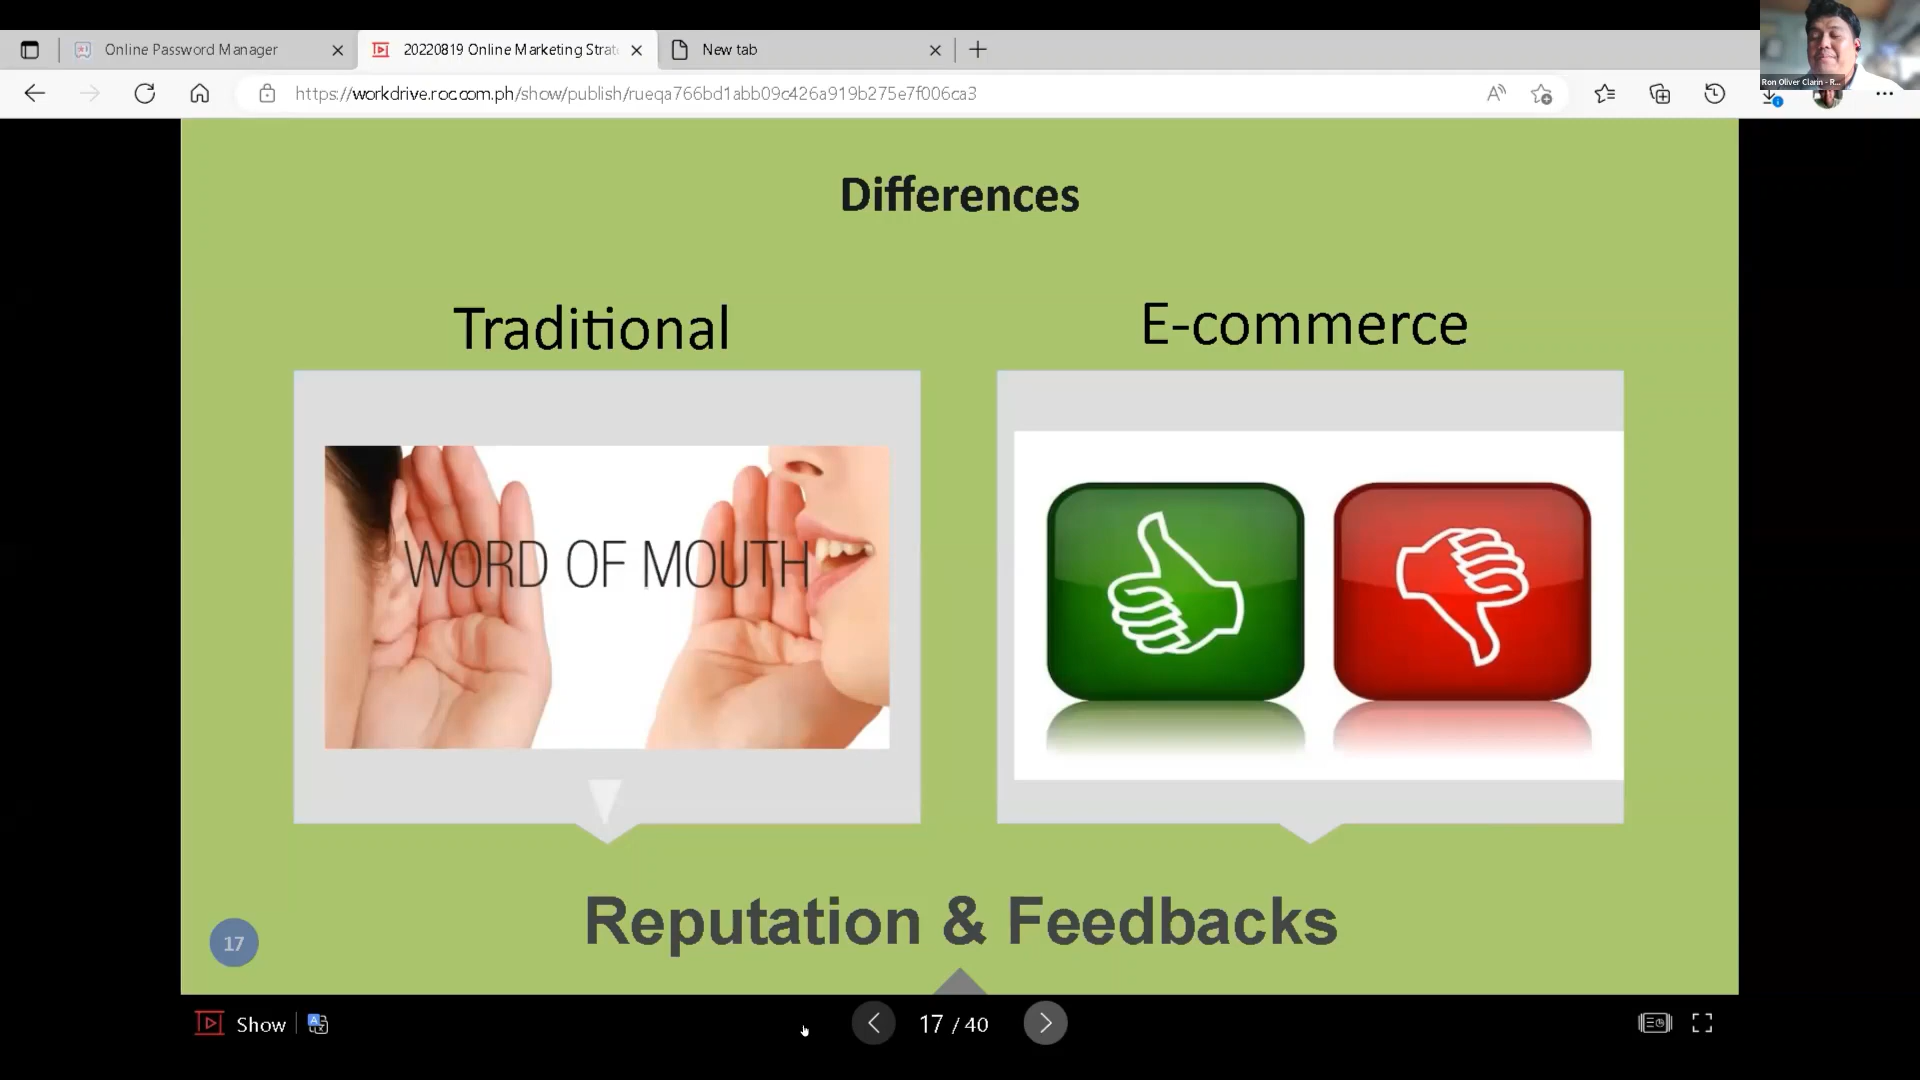 Online Password Manager
20220819 Online Marketing Strat
New tab
https://workdrive.roc.com.ph/show/publish/rueqa766bd1abb09c426a919b275e7f006ca3
Ron Oliver Clarin - R...
Differences
Traditional
E-commerce
WORD OF MOUTH
Reputation & Feedbacks
17
Show
17 / 40